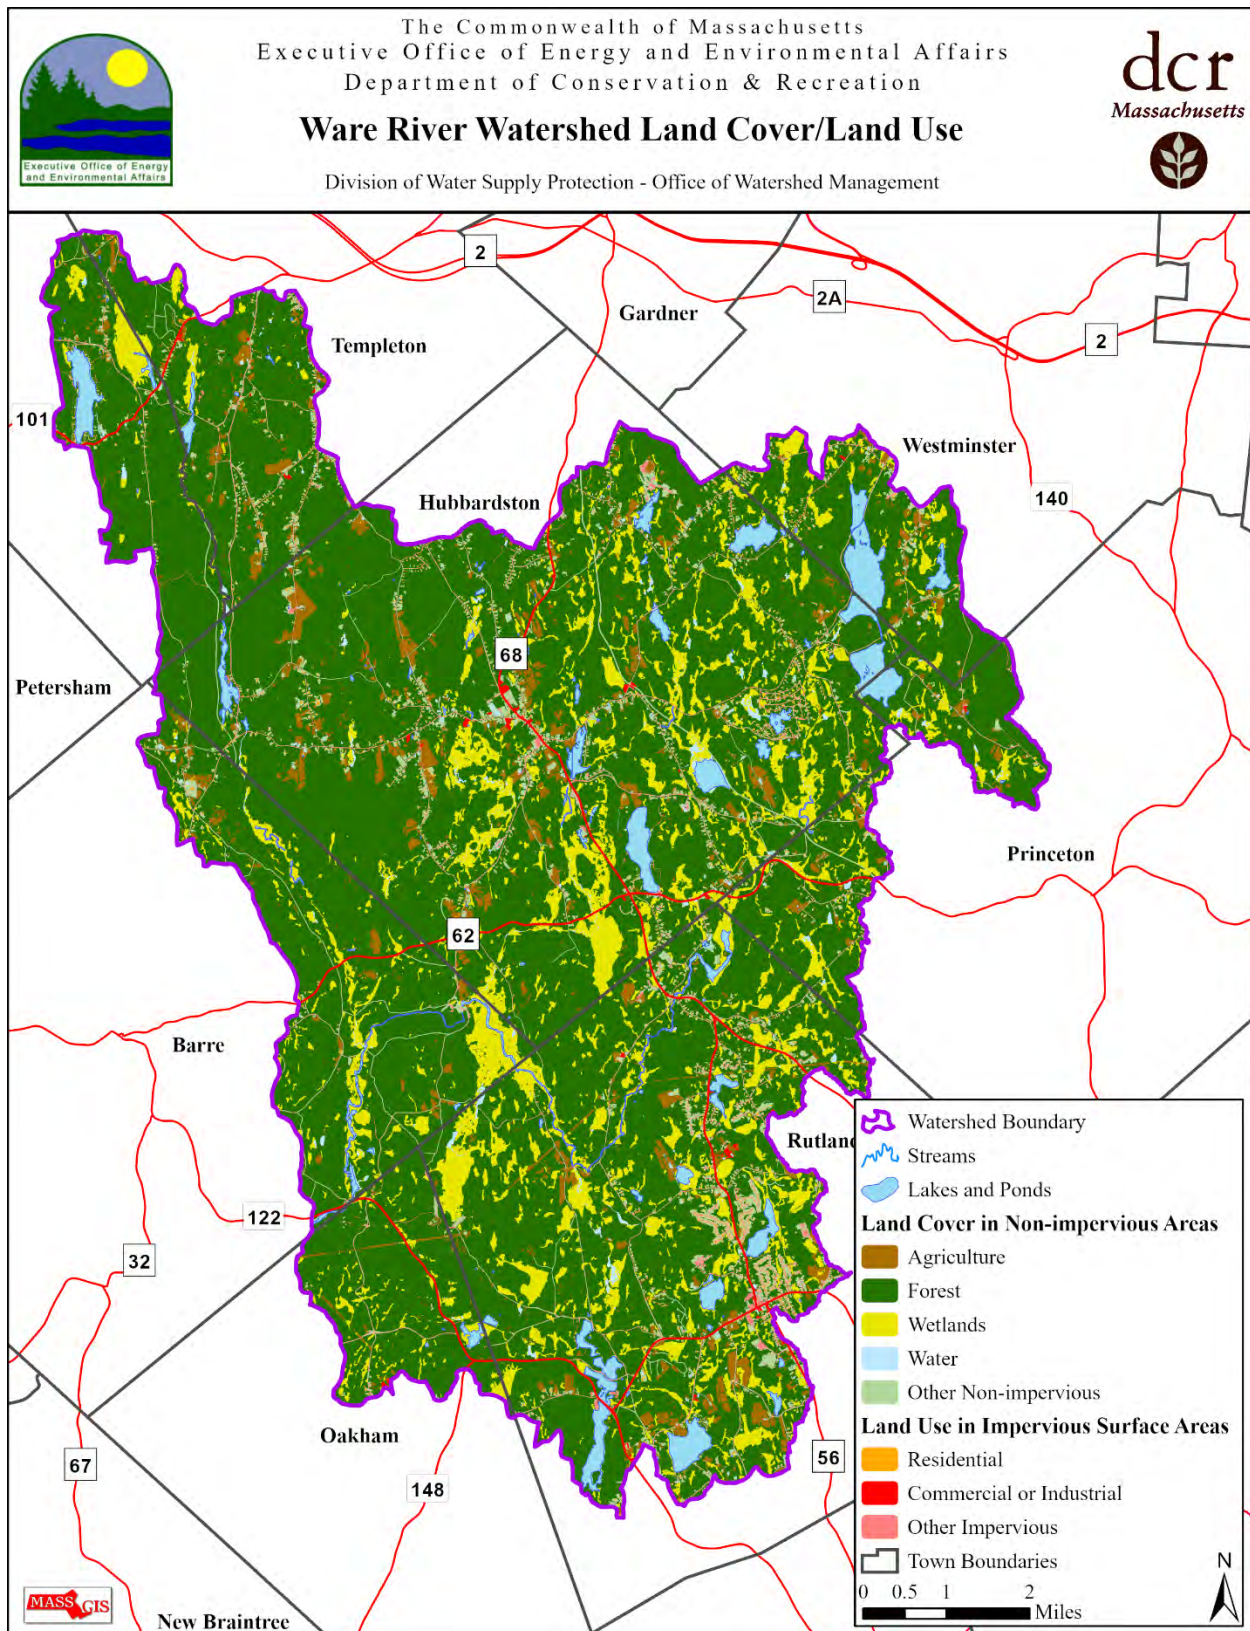 The Commonwealth of Massachusetts
Executive Office of Energy and Environmental Affairs
Department of Conservation & Recreation
Ware River Watershed Land Cover/Land Use
Division of Water Supply Protection - Office of Watershed Management
Executive Office of Energy
and Environmental Affairs
dcr
Massachusetts
2
Gardner
2A
Templeton
2
101
Westminster
Hubbardston
140
68
Petersham
Princeton
62
Barre
Rutland
122
32
Oakham
67
148
56
New Braintree
Watershed Boundary
Streams
Lakes and Ponds
Land Cover in Non-impervious Areas
Agriculture
Forest
Wetlands
Water
Other Non-impervious
Land Use in Impervious Surface Areas
Residential
Commercial or Industrial
Other Impervious
Town Boundaries
N
0 0.5 1 2
Miles
MASS GIS